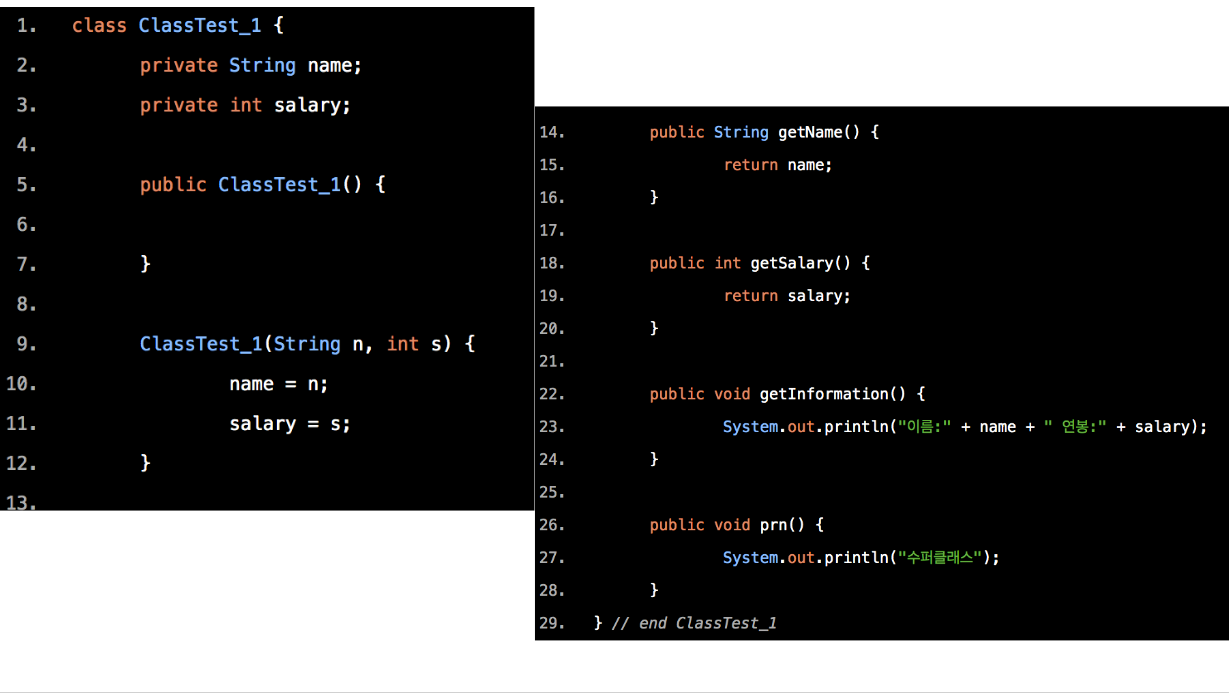 1. class ClassTest_1 {
2. private String name;
3. private int salary;
4.
5. public ClassTest_1() {
6.
7. }
8.
9. ClassTest_1(String n, int s) {
10. name = n;
11. salary = s;
12. }
13.
14. public String getName() {
15. return name;
16. }
17.
18. public int getSalary() {
19. return salary;
20. }
21.
22. public void getInformation() {
23. System.out.println("이름:" + name + " 연봉:" + salary);
24. }
25.
26. public void prn() {
27. System.out.println("수퍼클래스");
28. }
29. } // end ClassTest_1